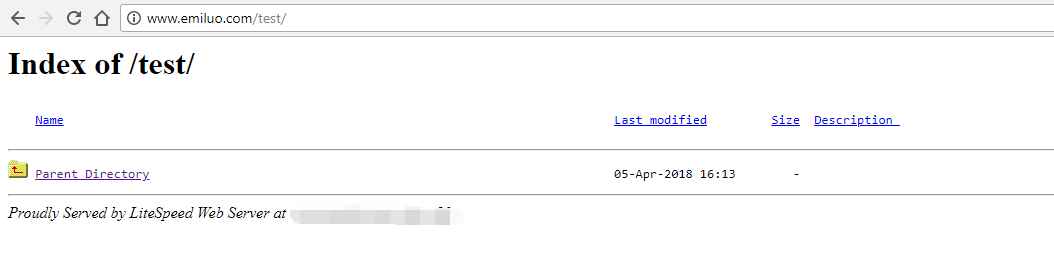 www.emiluo.com/test/
Index of /test/
Name Last modified Size Description
Parent Directory 05-Apr-2018 16:13 -
Proudly Served by LiteSpeed Web Server at